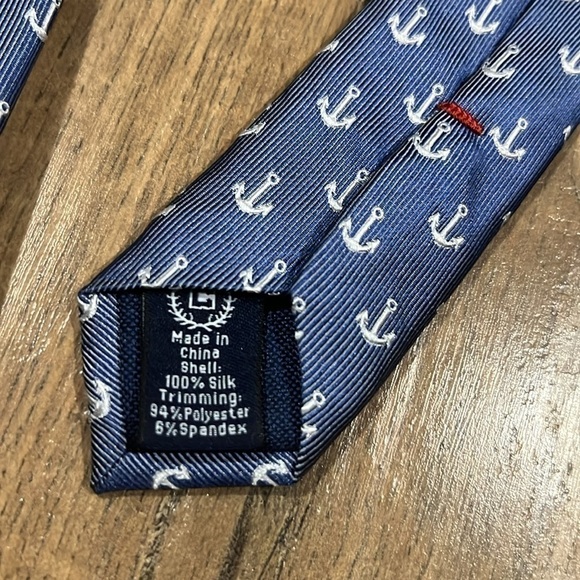 Made in
China
Shell:
100% Silk
Trimming:
94% Polyester
6% Spandex